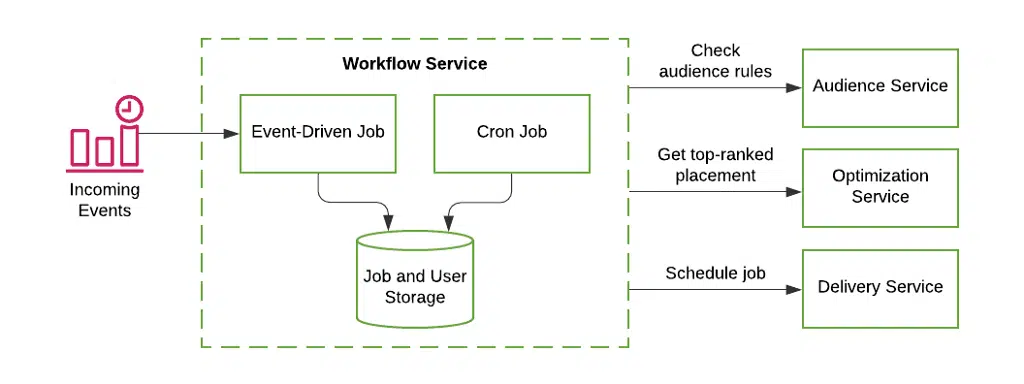 Workflow Service
Incoming
Events
Event-Driven Job
Cron Job
Job and User
Storage
Check
audience rules
Audience Service
Get top-ranked
placement
Optimization
Service
Schedule job
Delivery Service